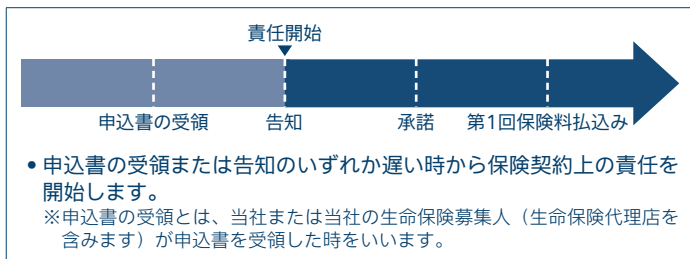 責任開始
申込書の受領 告知 承諾 第1回保険料払込み
•申込書の受領または告知のいずれか遅い時から保険契約上の責任を
開始します。
※申込書の受領とは、当社または当社の生命保険募集人（生命保険代理店を
含みます）が申込書を受領した時をいいます。